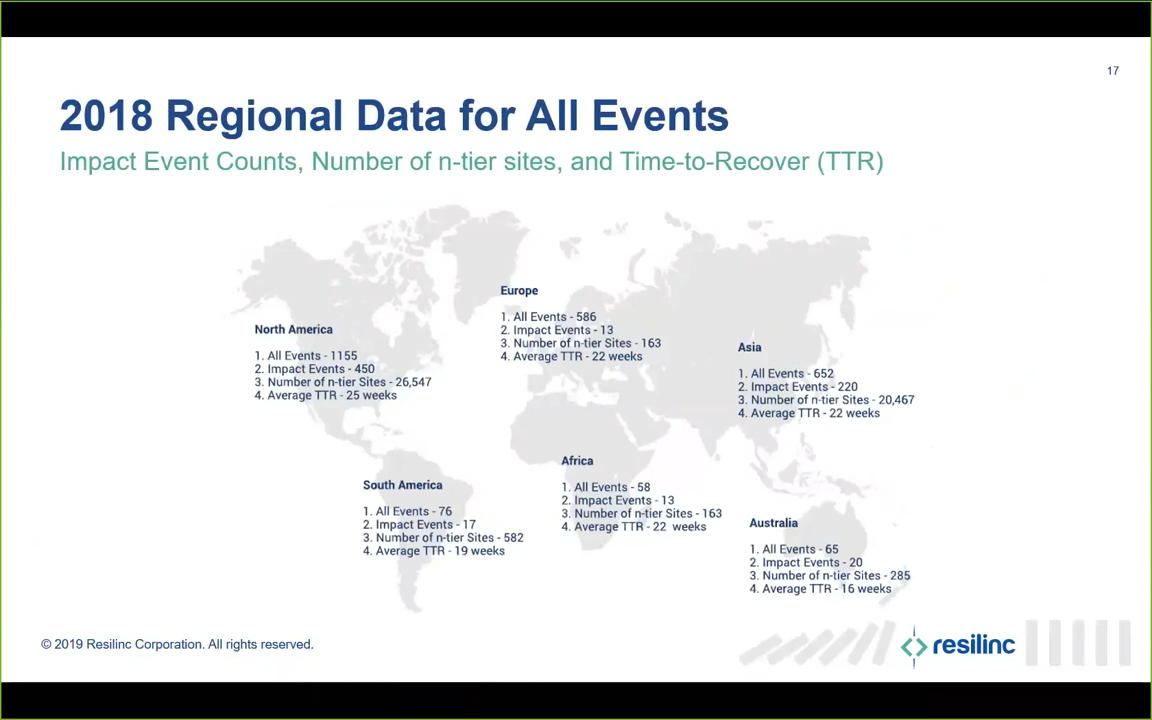 17
2018 Regional Data for All Events
Impact Event Counts, Number of n-tier sites, and Time-to-Recover (TTR)
Europe
1. All Events - 586
2. Impact Events - 13
3. Number of n-tier Sites - 163
4. Average TTR - 22 weeks
North America
1. All Events - 1155
2. Impact Events - 450
3. Number of n-tier Sites - 26,547
4. Average TTR - 25 weeks
Asia
1. All Events - 652
2. Impact Events - 220
3. Number of n-tier Sites - 20,467
4. Average TTR - 22 weeks
Africa
1. All Events - 58
2. Impact Events - 13
3. Number of n-tier Sites - 163
4. Average TTR - 22 weeks
South America
1. All Events - 76
2. Impact Events - 17
3. Number of n-tier Sites - 582
4. Average TTR - 19 weeks
Australia
1. All Events - 65
2. Impact Events - 20
3. Number of n-tier Sites - 285
4. Average TTR - 16 weeks
© 2019 Resilinc Corporation. All rights reserved.
resilinc